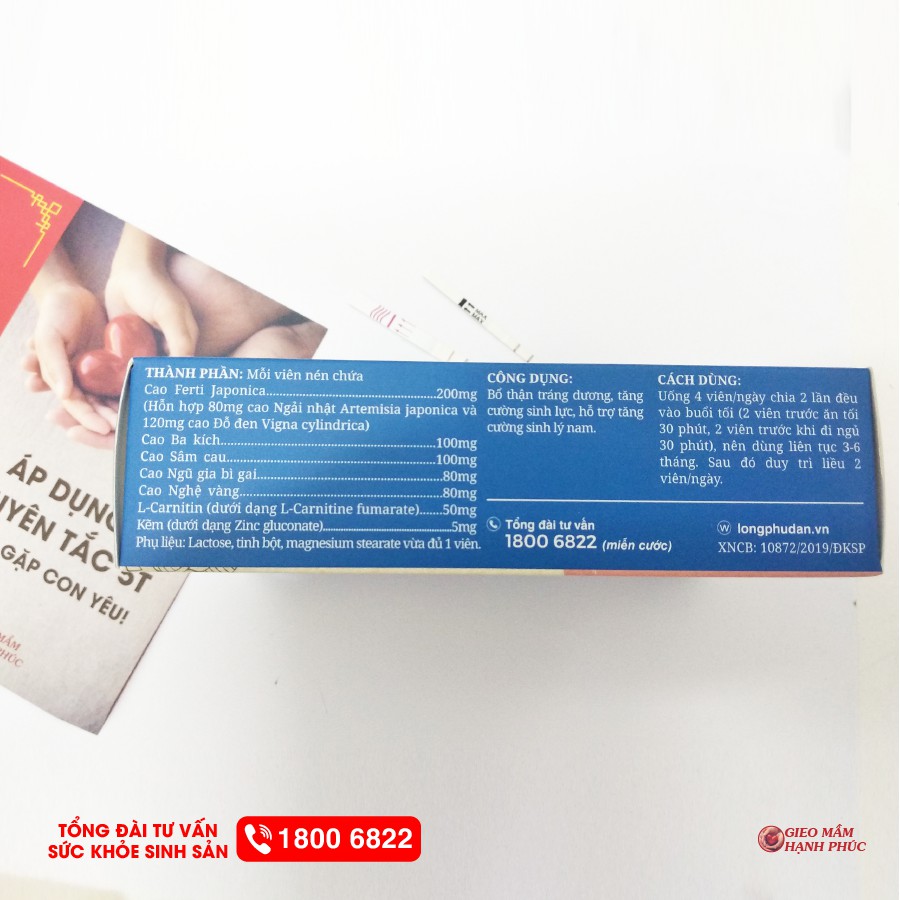 THÀNH PHẦN: Mỗi viên nén chứa
Cao Ferti Japonica 200mg
(Hỗn hợp 80mg cao Ngải nhật Artemisia japonica và
120mg cao Đỗ đen Vigna cylindrica)
Cao Ba kích 100mg
Cao Sâm cau 100mg
Cao Ngũ gia bì gai 80mg
Cao Nghệ vàng 80mg
L-Carnitin (dưới dạng L-Carnitine fumarate) 50mg
Kẽm (dưới dạng Zinc gluconate) 5mg
Phụ liệu: Lactose, tinh bột, magnesium stearate vừa đủ 1 viên.
CÔNG DỤNG:
Bổ thận tráng dương, tăng
cường sinh lực, hỗ trợ tăng
cường sinh lý nam.
CÁCH DÙNG:
Uống 4 viên/ngày chia 2 lần đều
vào buổi tối (2 viên trước ăn tối
30 phút, 2 viên trước khi đi ngủ
30 phút), nên dùng liên tục 3-6
tháng. Sau đó duy trì liều 2
viên/ngày.
Tổng đài tư vấn
1800 6822 (miễn cước)
longphudan.vn
XNCB: 10872/2019/ĐKSP
ÁP DỤNG
TẮC 5T
GẶP CON YÊU!
MẦM
PHÚC
MAX
MAX
TỔNG ĐÀI TƯ VẤN
SỨC KHỎE SINH SẢN
1800 6822
GIEO MẦM
HẠNH PHÚC